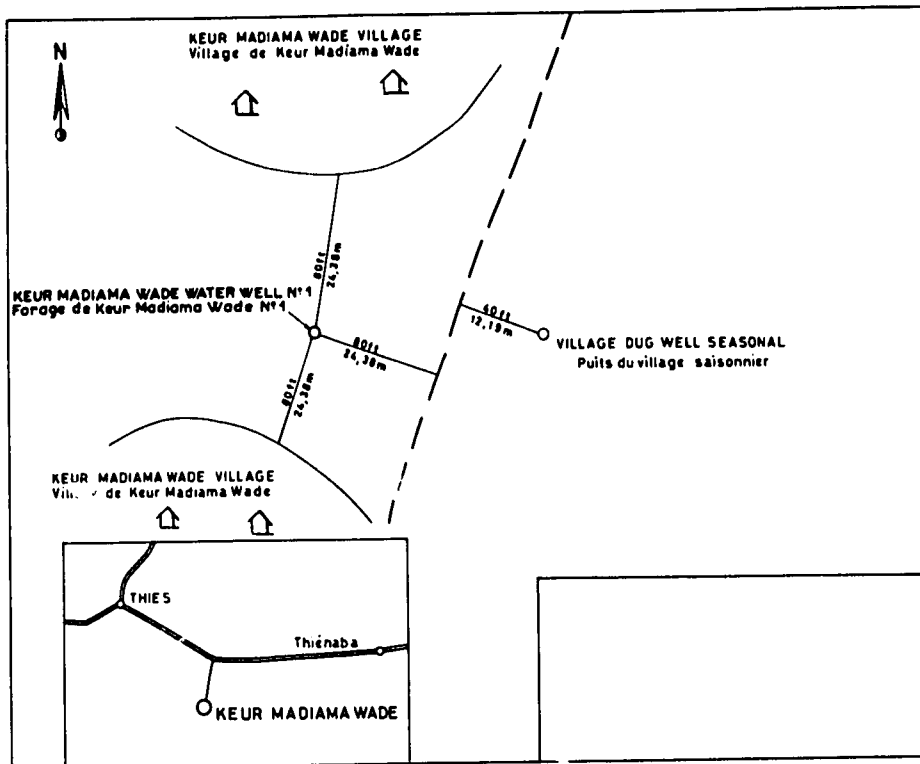 KEUR MADIAMA WADE VILLAGE
Village de Keur Madiama Wade
N
80ft
24,38m
KEUR MADIAMA WADE WATER WELL Nº1
Forage de Keur Madiama Wade Nº1
80ft
24,38m
40ft
12,19m
VILLAGE DUG WELL SEASONAL
Puits du village saisonnier
80ft
24,38m
KEUR MADIAMA WADE VILLAGE
de Keur Madiama Wade
THIES
Thiénaba
KEUR MADIAMA WADE